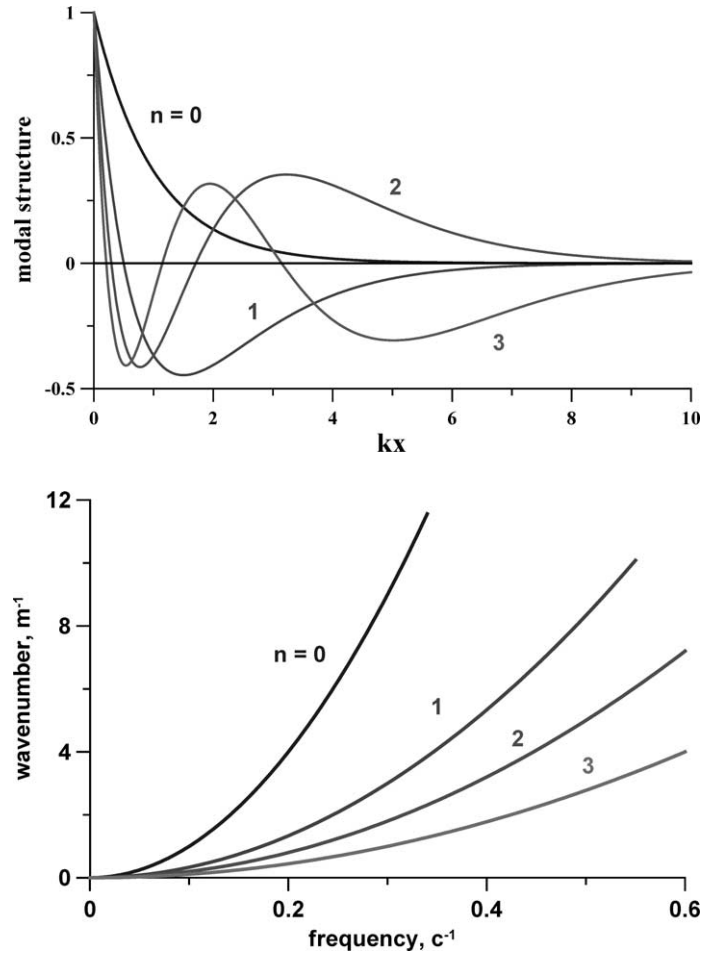 1
n = 0
0.5
modal structure
2
0
1
3
-0.5
0 2 4 6 8 10
kx
12
wavenumber, m⁻¹
8
n = 0
1
4
2
3
0
0 0.2 0.4 0.6
frequency, c⁻¹